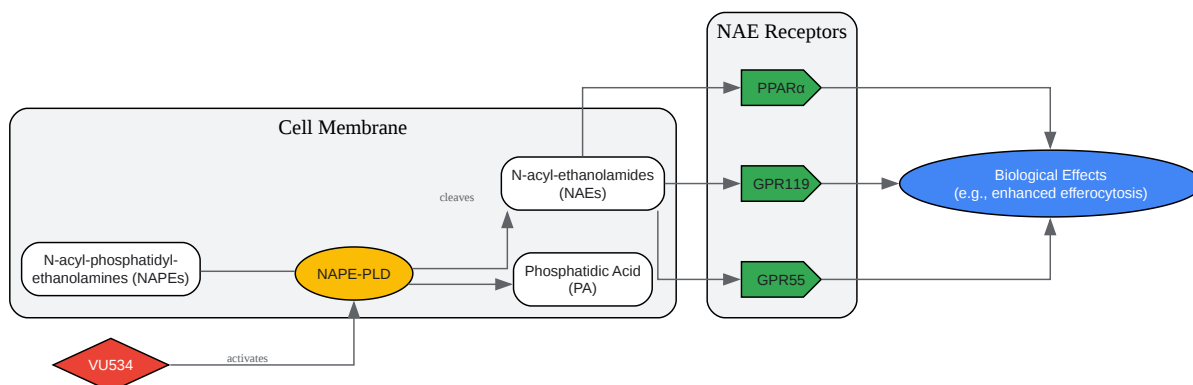 NAE Receptors
PPARα
Cell Membrane
N-acyl-ethanolamides
(NAEs)
cleaves
GPR119
Biological Effects
(e.g., enhanced efferocytosis)
N-acyl-phosphatidyl-
ethanolamines (NAPEs)
NAPE-PLD
Phosphatidic Acid
(PA)
GPR55
VU534
activates